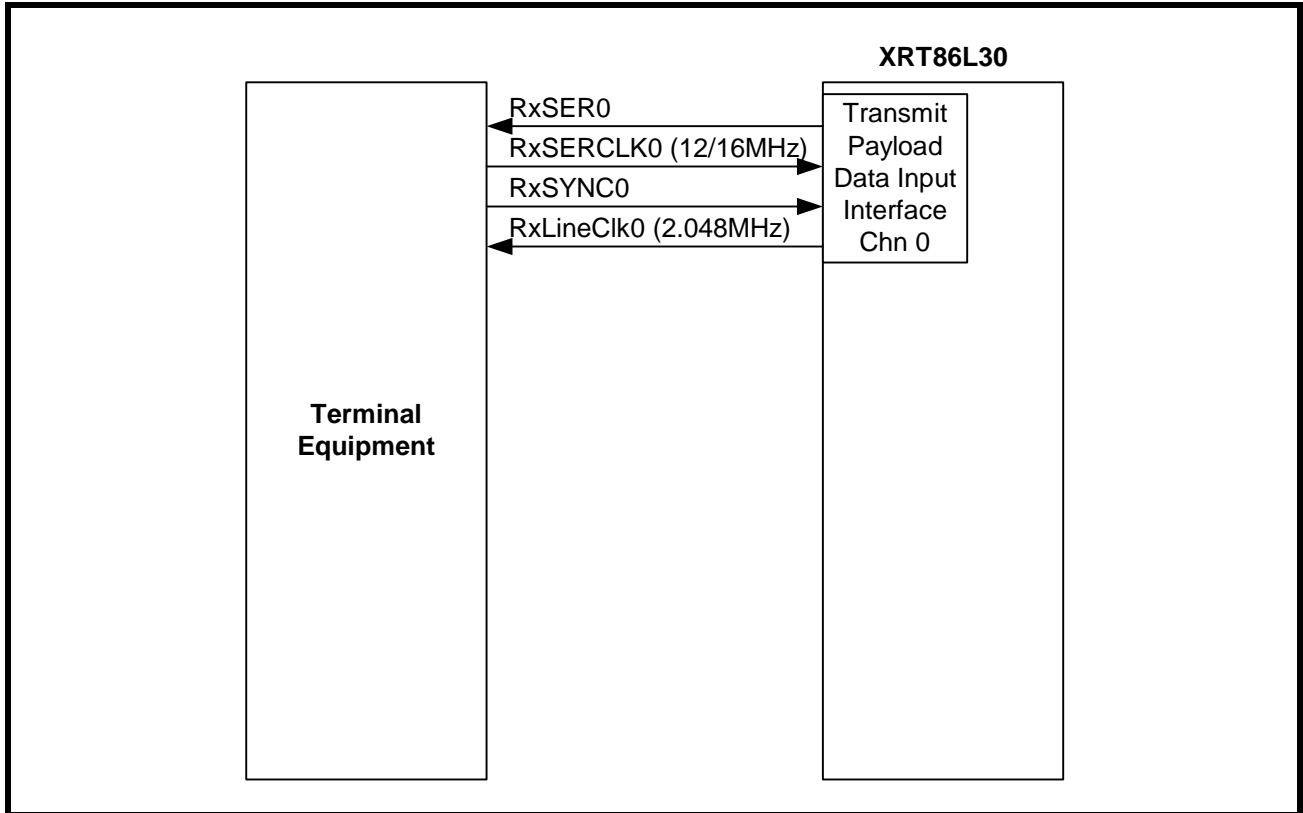 XRT86L30
RxSER0
RxSERCLK0 (12/16MHz)
RxSYNC0
RxLineClk0 (2.048MHz)
Transmit
Payload
Data Input
Interface
Chn 0
Terminal
Equipment